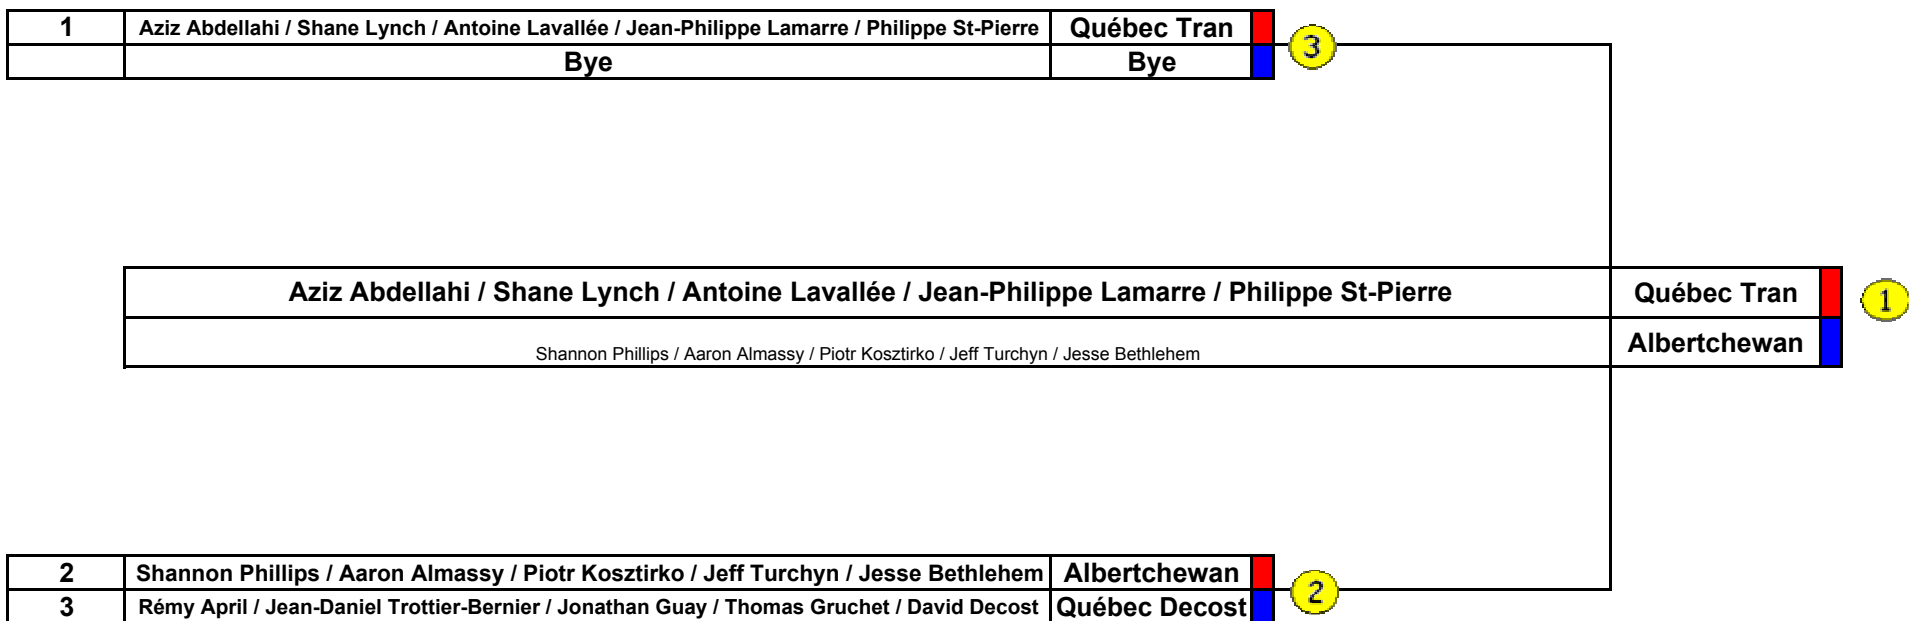 1 Aziz Abdellahi / Shane Lynch / Antoine Lavallée / Jean-Philippe Lamarre / Philippe St-Pierre Québec Tran
3
Bye Bye
Aziz Abdellahi / Shane Lynch / Antoine Lavallée / Jean-Philippe Lamarre / Philippe St-Pierre Québec Tran
1
Shannon Phillips / Aaron Almassy / Piotr Kosztirko / Jeff Turchyn / Jesse Bethlehem Albertchewan
2 Shannon Phillips / Aaron Almassy / Piotr Kosztirko / Jeff Turchyn / Jesse Bethlehem Albertchewan
2
3 Rémy April / Jean-Daniel Trottier-Bernier / Jonathan Guay / Thomas Gruchet / David Decost Québec Decost